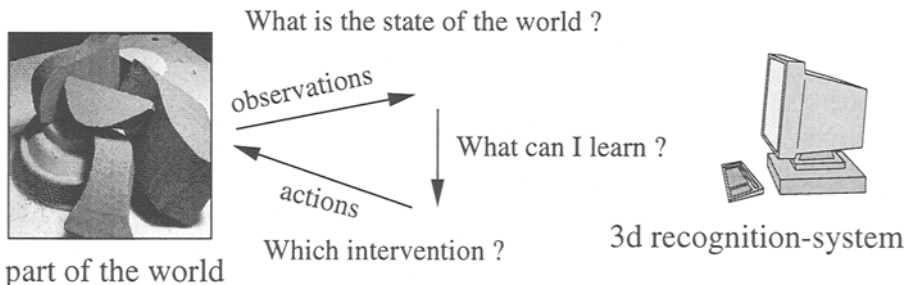 What is the state of the world ?
observations
What can I learn ?
actions
Which intervention ?
3d recognition-system
part of the world